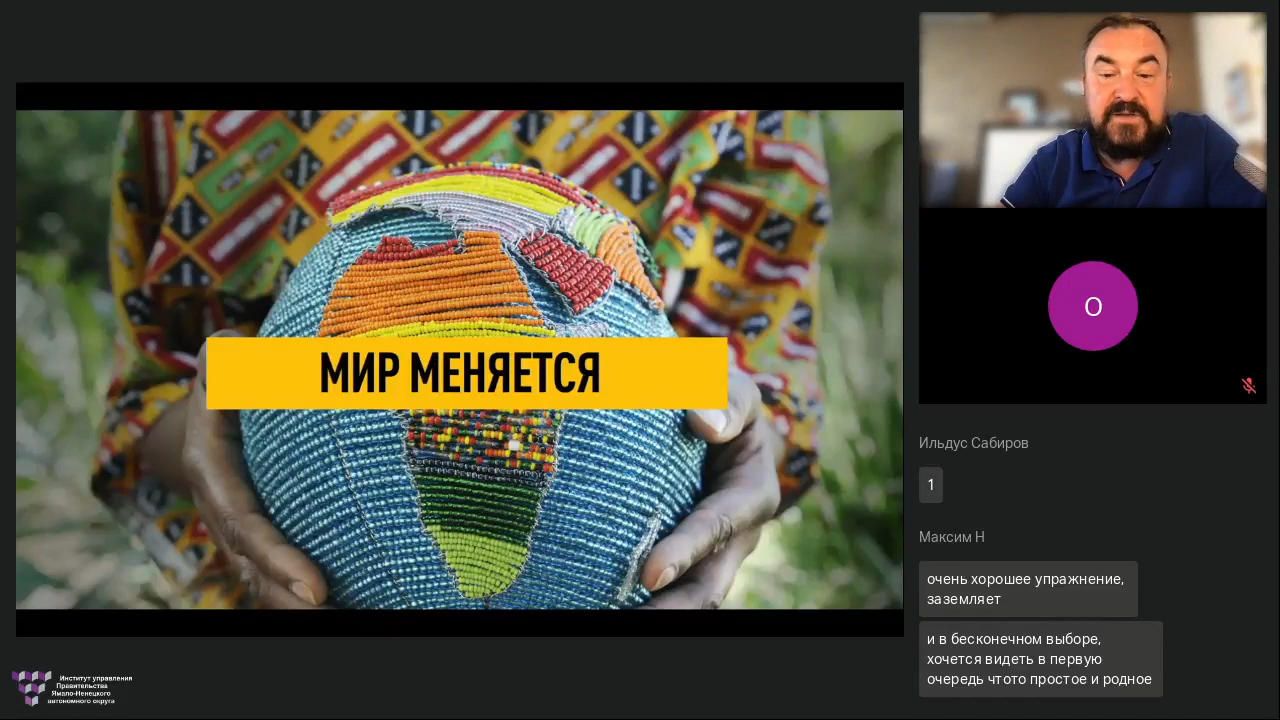 МИР МЕНЯЕТСЯ
О
Ильдус Сабиров
1
Максим Н
очень хорошее упражнение,
заземляет
и в бесконечном выборе,
хочется видеть в первую
очередь чтото простое и родное
Институт управления
Правительства
Ямало-Ненецкого
автономного округа